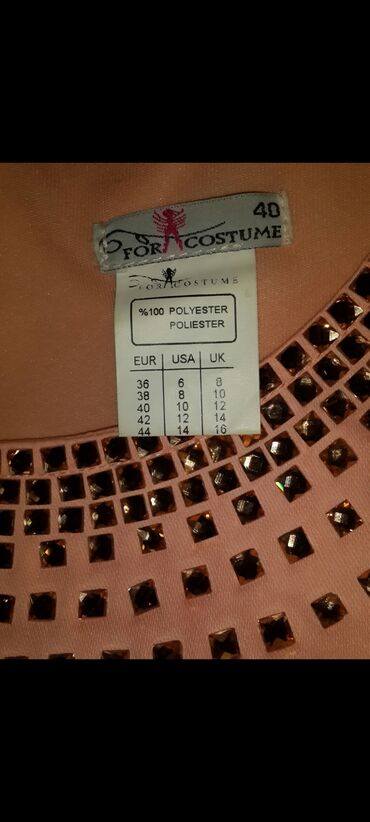 40
FOR COSTUME
FOR COSTUME
%100 POLYESTER
POLIESTER
EUR USA UK
36 6 8
38 8 10
40 10 12
42 12 14
44 14 16